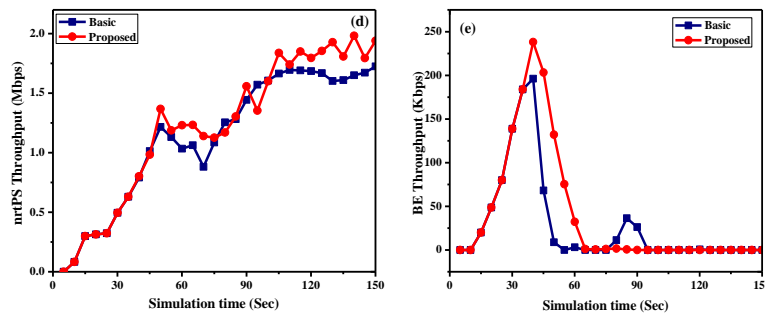 (d)
Basic
Proposed
nrtPS Throughput (Mbps)
2.0
1.5
1.0
0.5
0.0
0 30 60 90 120 150
Simulation time (Sec)
(e)
Basic
Proposed
BE Throughput (Kbps)
250
200
150
100
50
0
0 30 60 90 120 150
Simulation time (Sec)